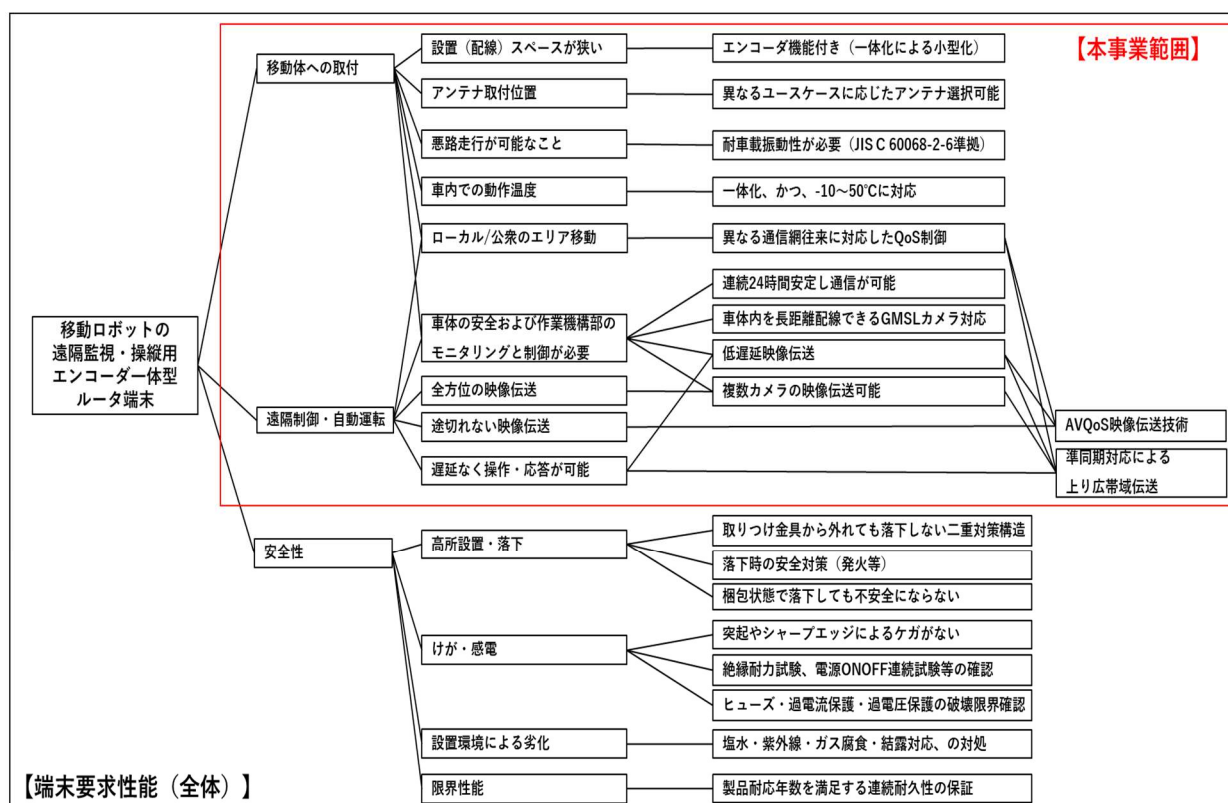 【本事業範囲】
設置（配線）スペースが狭い
エンコーダ機能付き（一体化による小型化）
移動体への取付
アンテナ取付位置
異なるユースケースに応じたアンテナ選択可能
悪路走行が可能なこと
耐車載振動性が必要（JIS C 60068-2-6準拠）
車内での動作温度
一体化、かつ、-10～50℃に対応
ローカル/公衆のエリア移動
異なる通信網往来に対応したQoS制御
連続24時間安定し通信が可能
移動ロボットの
遠隔監視・操縦用
エンコーダー体型
ルータ端末
車体の安全および作業機構部の
モニタリングと制御が必要
車体内を長距離配線できるGMSLカメラ対応
低遅延映像伝送
全方位の映像伝送
複数カメラの映像伝送可能
遠隔制御・自動運転
途切れない映像伝送
AVQoS映像伝送技術
遅延なく操作・応答が可能
準同期対応による
上り広帯域伝送
安全性
高所設置・落下
取りつけ金具から外れても落下しない二重対策構造
落下時の安全対策（発火等）
梱包状態で落下しても不安全にならない
けが・感電
突起やシャープエッジによるケガがない
絶縁耐力試験、電源ONOFF連続試験等の確認
ヒューズ・過電流保護・過電圧保護の破壊限界確認
設置環境による劣化
塩水・紫外線・ガス腐食・結露対応、の対処
限界性能
製品耐応年数を満足する連続耐久性の保証
【端末要求性能（全体）】